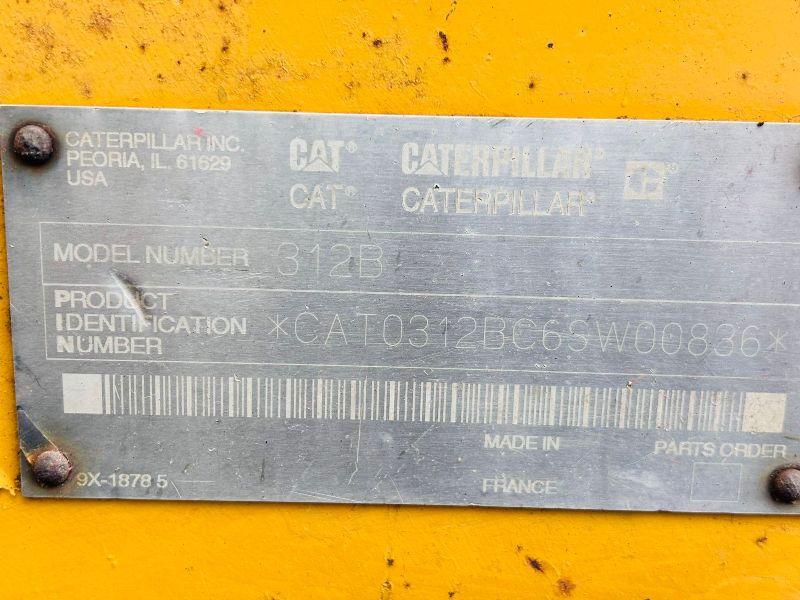 CATERPILLAR INC.
PEORIA, IL. 61629
USA
CAT® CATERPILLAR®
CAT® CATERPILLAR®
MODEL NUMBER 312B
PRODUCT
IDENTIFICATION *CAT0312BC6SW00836*
NUMBER
MADE IN PARTS ORDER
9X-1878 5 FRANCE